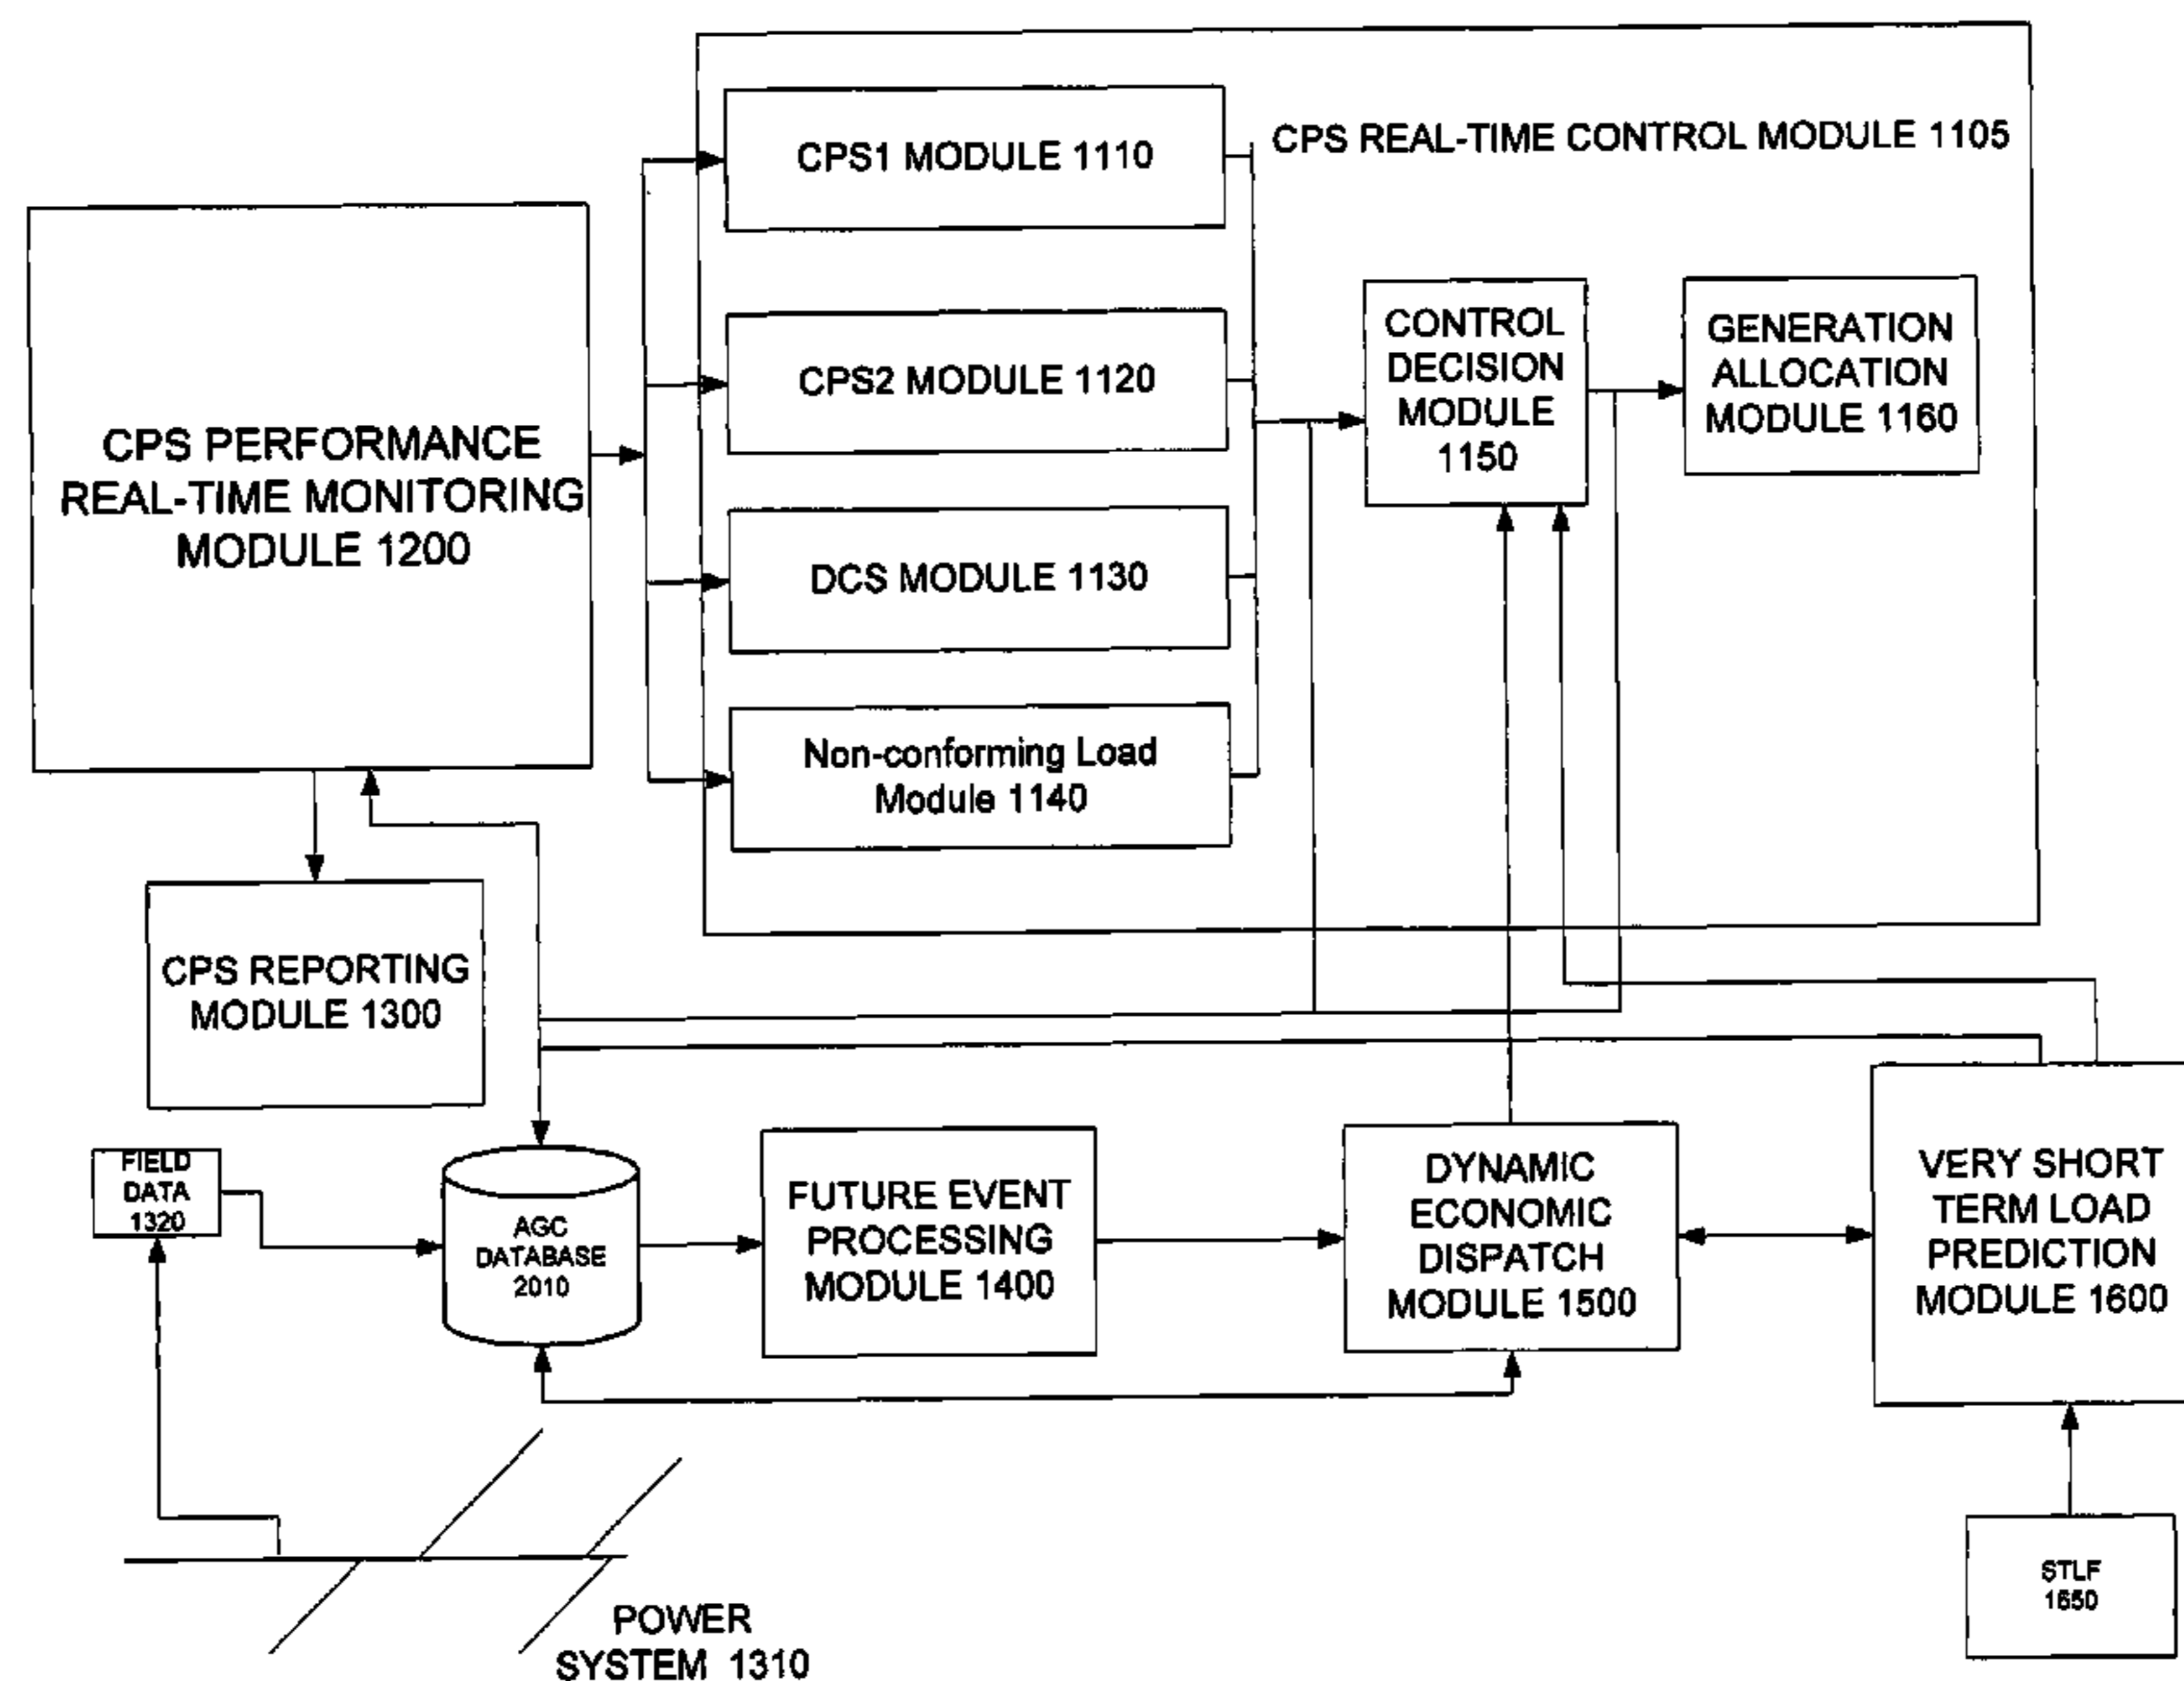 CPS1 MODULE 1110
CPS REAL-TIME CONTROL MODULE 1105
CPS PERFORMANCE
REAL-TIME MONITORING
MODULE 1200
CPS2 MODULE 1120
CONTROL
DECISION
MODULE
1150
GENERATION
ALLOCATION
MODULE 1160
DCS MODULE 1130
Non-conforming Load
Module 1140
CPS REPORTING
MODULE 1300
FIELD
DATA
1320
AGC
DATABASE
2010
FUTURE EVENT
PROCESSING
MODULE 1400
DYNAMIC
ECONOMIC
DISPATCH
MODULE 1500
VERY SHORT
TERM LOAD
PREDICTION
MODULE 1600
STLF
1650
POWER
SYSTEM 1310